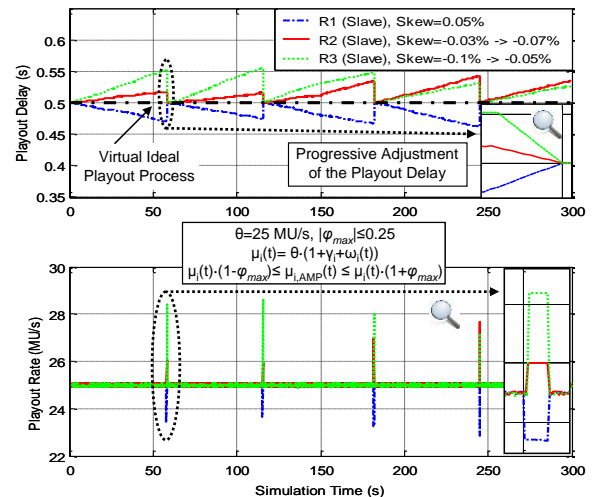 R1 (Slave), Skew=0.05%
R2 (Slave), Skew=-0.03% -> -0.07%
R3 (Slave), Skew=-0.1% -> -0.05%
Playout Delay (s)
0.6
0.55
0.5
0.45
0.4
0.35
Virtual Ideal
Playout Process
Progressive Adjustment
of the Playout Delay
0 50 100 150 200 250 300
θ=25 MU/s, |φmax|≤0.25
μi(t)= θ·(1+γi+ωi(t))
μi(t)·(1-φmax)≤ μi,AMP(t) ≤ μi(t)·(1+φmax)
Playout Rate (MU/s)
30
28
26
24
22
0 50 100 150 200 250 300
Simulation Time (s)